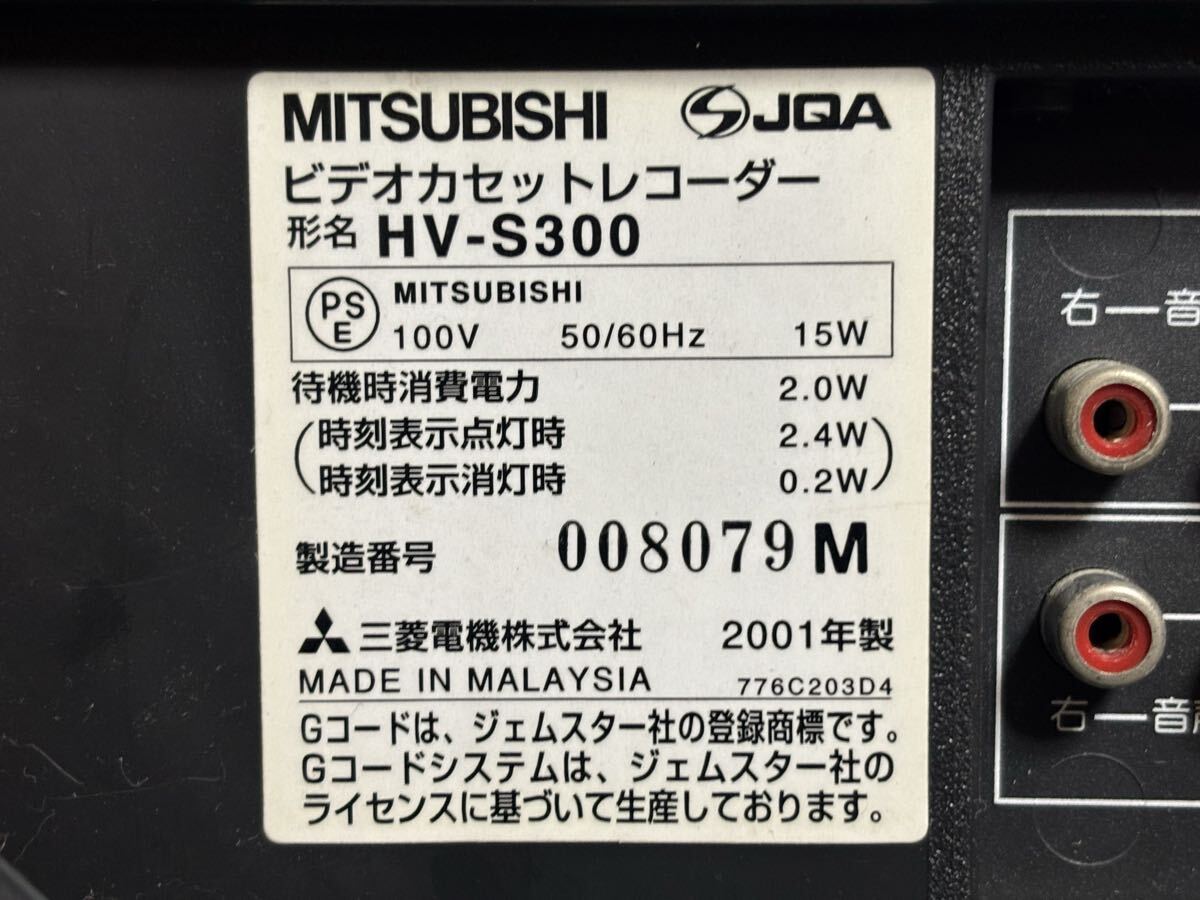 MITSUBISHI JQA
ビデオカセットレコーダー
形名 HV-S300
PSE MITSUBISHI
100V 50/60Hz 15W
待機時消費電力 2.0W
(時刻表示点灯時 2.4W)
(時刻表示消灯時 0.2W)
製造番号 008079M
三菱電機株式会社 2001年製
MADE IN MALAYSIA 776C203D4
Gコードは、ジェムスター社の登録商標です。
Gコードシステムは、ジェムスター社の
ライセンスに基づいて生産しております。
右ー音
右ー音